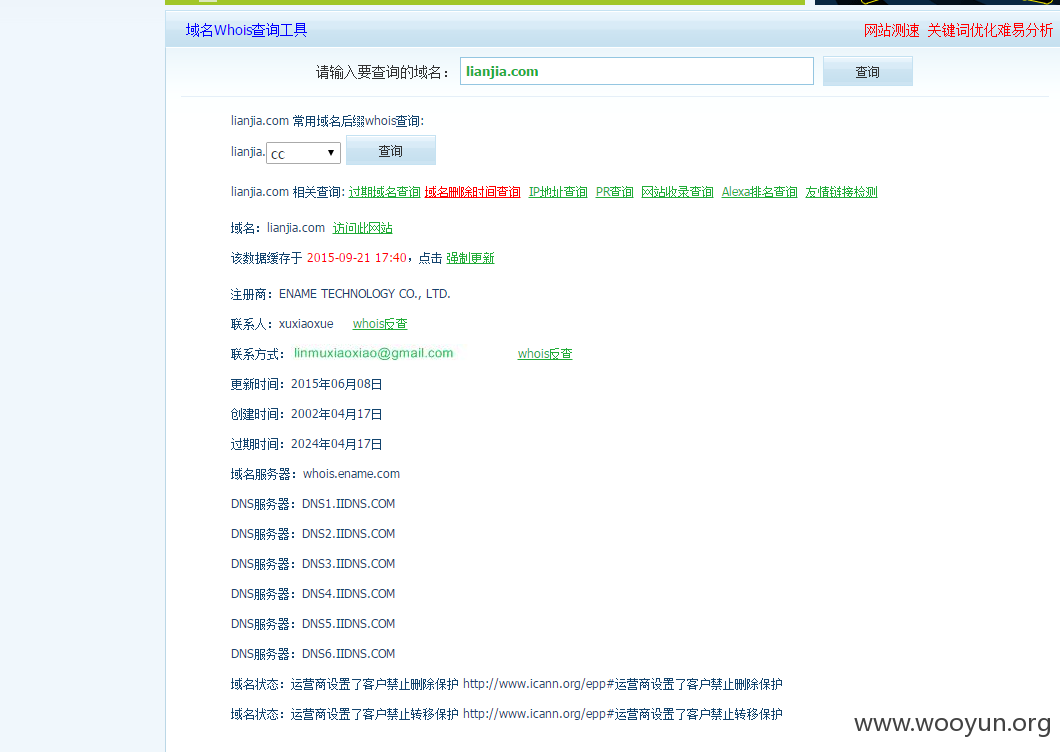 域名Whois查询工具 网站测速 关键词优化难易分析
请输入要查询的域名： lianjia.com 查询
lianjia.com 常用域名后缀whois查询:
lianjia. cc 查询
lianjia.com 相关查询: 过期域名查询 域名删除时间查询 IP地址查询 PR查询 网站收录查询 Alexa排名查询 友情链接检测
域名：lianjia.com 访问此网站
该数据缓存于 2015-09-21 17:40，点击 强制更新
注册商：ENAME TECHNOLOGY CO., LTD.
联系人：xuxiaoxue whois反查
联系方式：linmuxiaoxiao@gmail.com whois反查
更新时间：2015年06月08日
创建时间：2002年04月17日
过期时间：2024年04月17日
域名服务器：whois.ename.com
DNS服务器：DNS1.IIDNS.COM
DNS服务器：DNS2.IIDNS.COM
DNS服务器：DNS3.IIDNS.COM
DNS服务器：DNS4.IIDNS.COM
DNS服务器：DNS5.IIDNS.COM
DNS服务器：DNS6.IIDNS.COM
域名状态：运营商设置了客户禁止删除保护 http://www.icann.org/epp#运营商设置了客户禁止删除保护
域名状态：运营商设置了客户禁止转移保护 http://www.icann.org/epp#运营商设置了客户禁止转移保护
www.wooyun.org